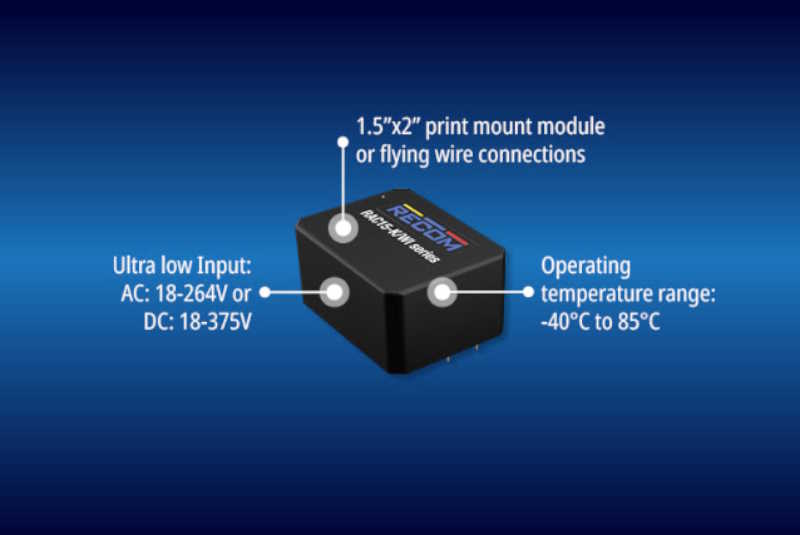 1.5”x2” print mount module
or flying wire connections
RECOM
RAC15-K/WI series
Ultra low Input:
AC: 18-264V or
DC: 18-375V
Operating
temperature range:
-40°C to 85°C